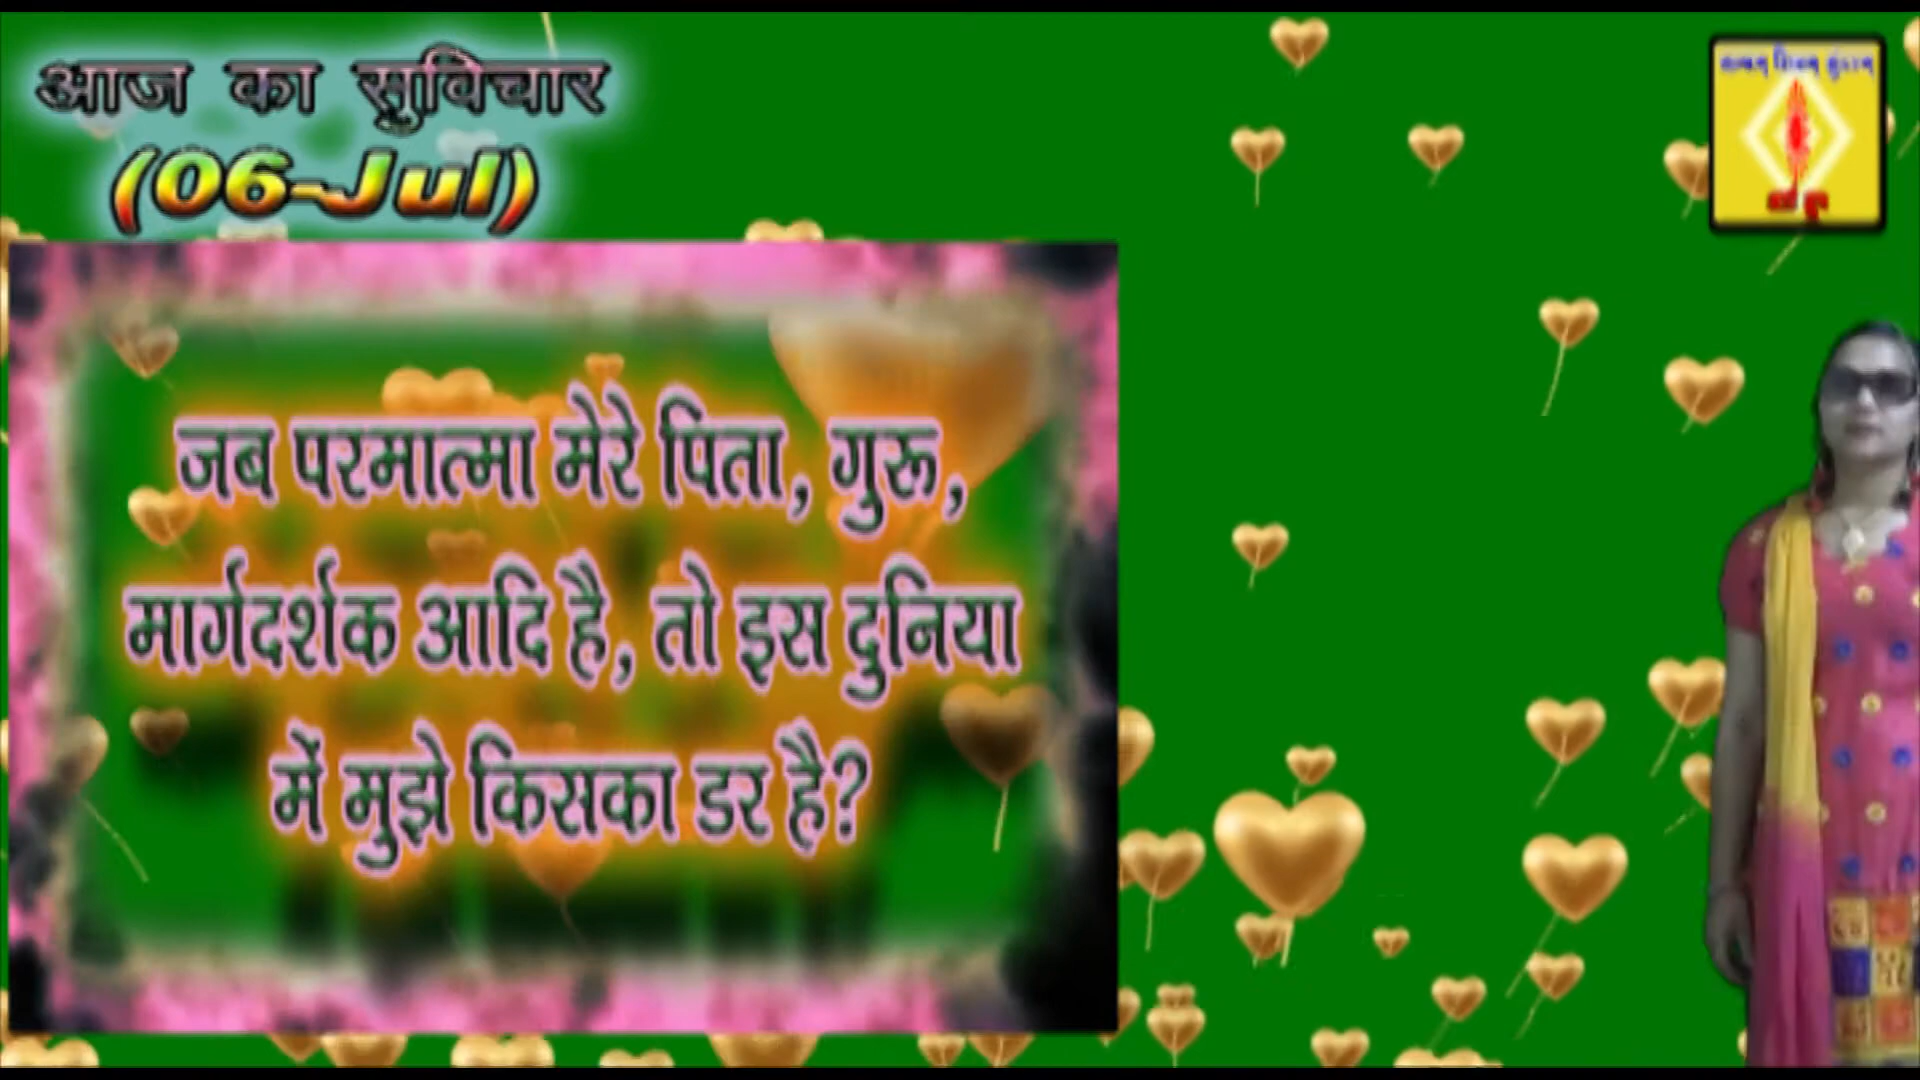 आज का सुविचार
(06-Jul)
जब परमात्मा मेरे पिता, गुरू,
मार्गदर्शक आदि है, तो इस दुनिया
में मुझे किसका डर है?